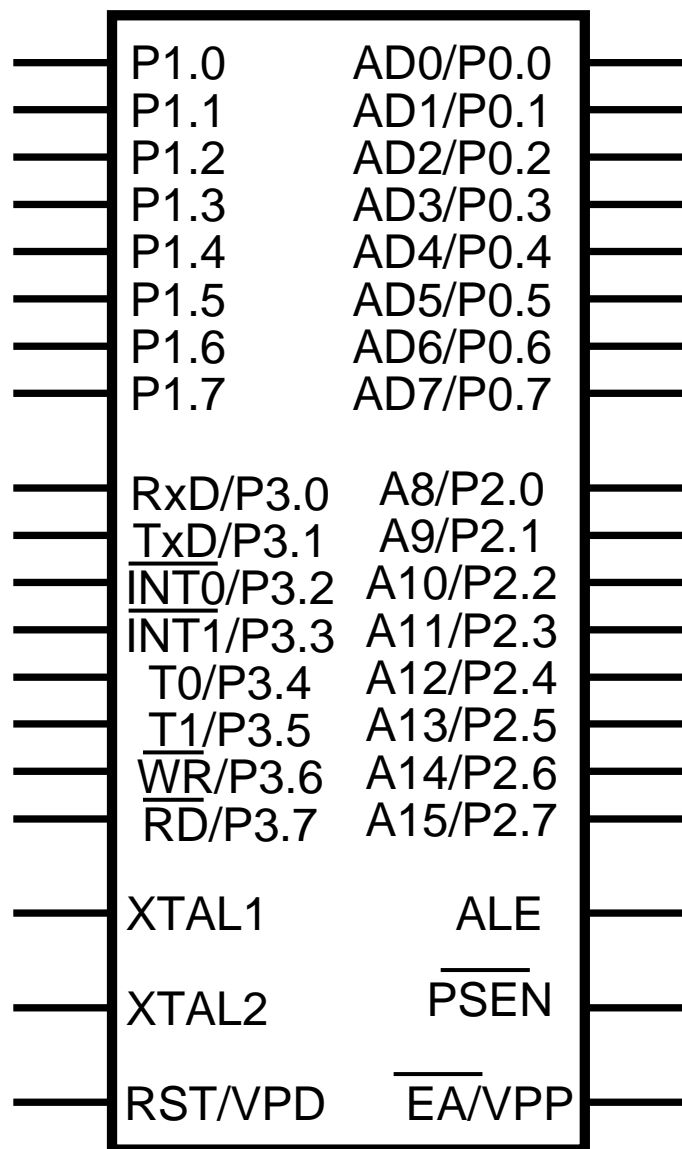 P1.0 AD0/P0.0
P1.1 AD1/P0.1
P1.2 AD2/P0.2
P1.3 AD3/P0.3
P1.4 AD4/P0.4
P1.5 AD5/P0.5
P1.6 AD6/P0.6
P1.7 AD7/P0.7
RxD/P3.0 A8/P2.0
TxD/P3.1 A9/P2.1
INT0/P3.2 A10/P2.2
INT1/P3.3 A11/P2.3
T0/P3.4 A12/P2.4
T1/P3.5 A13/P2.5
WR/P3.6 A14/P2.6
RD/P3.7 A15/P2.7
XTAL1 ALE
XTAL2 PSEN
RST/VPD EA/VPP